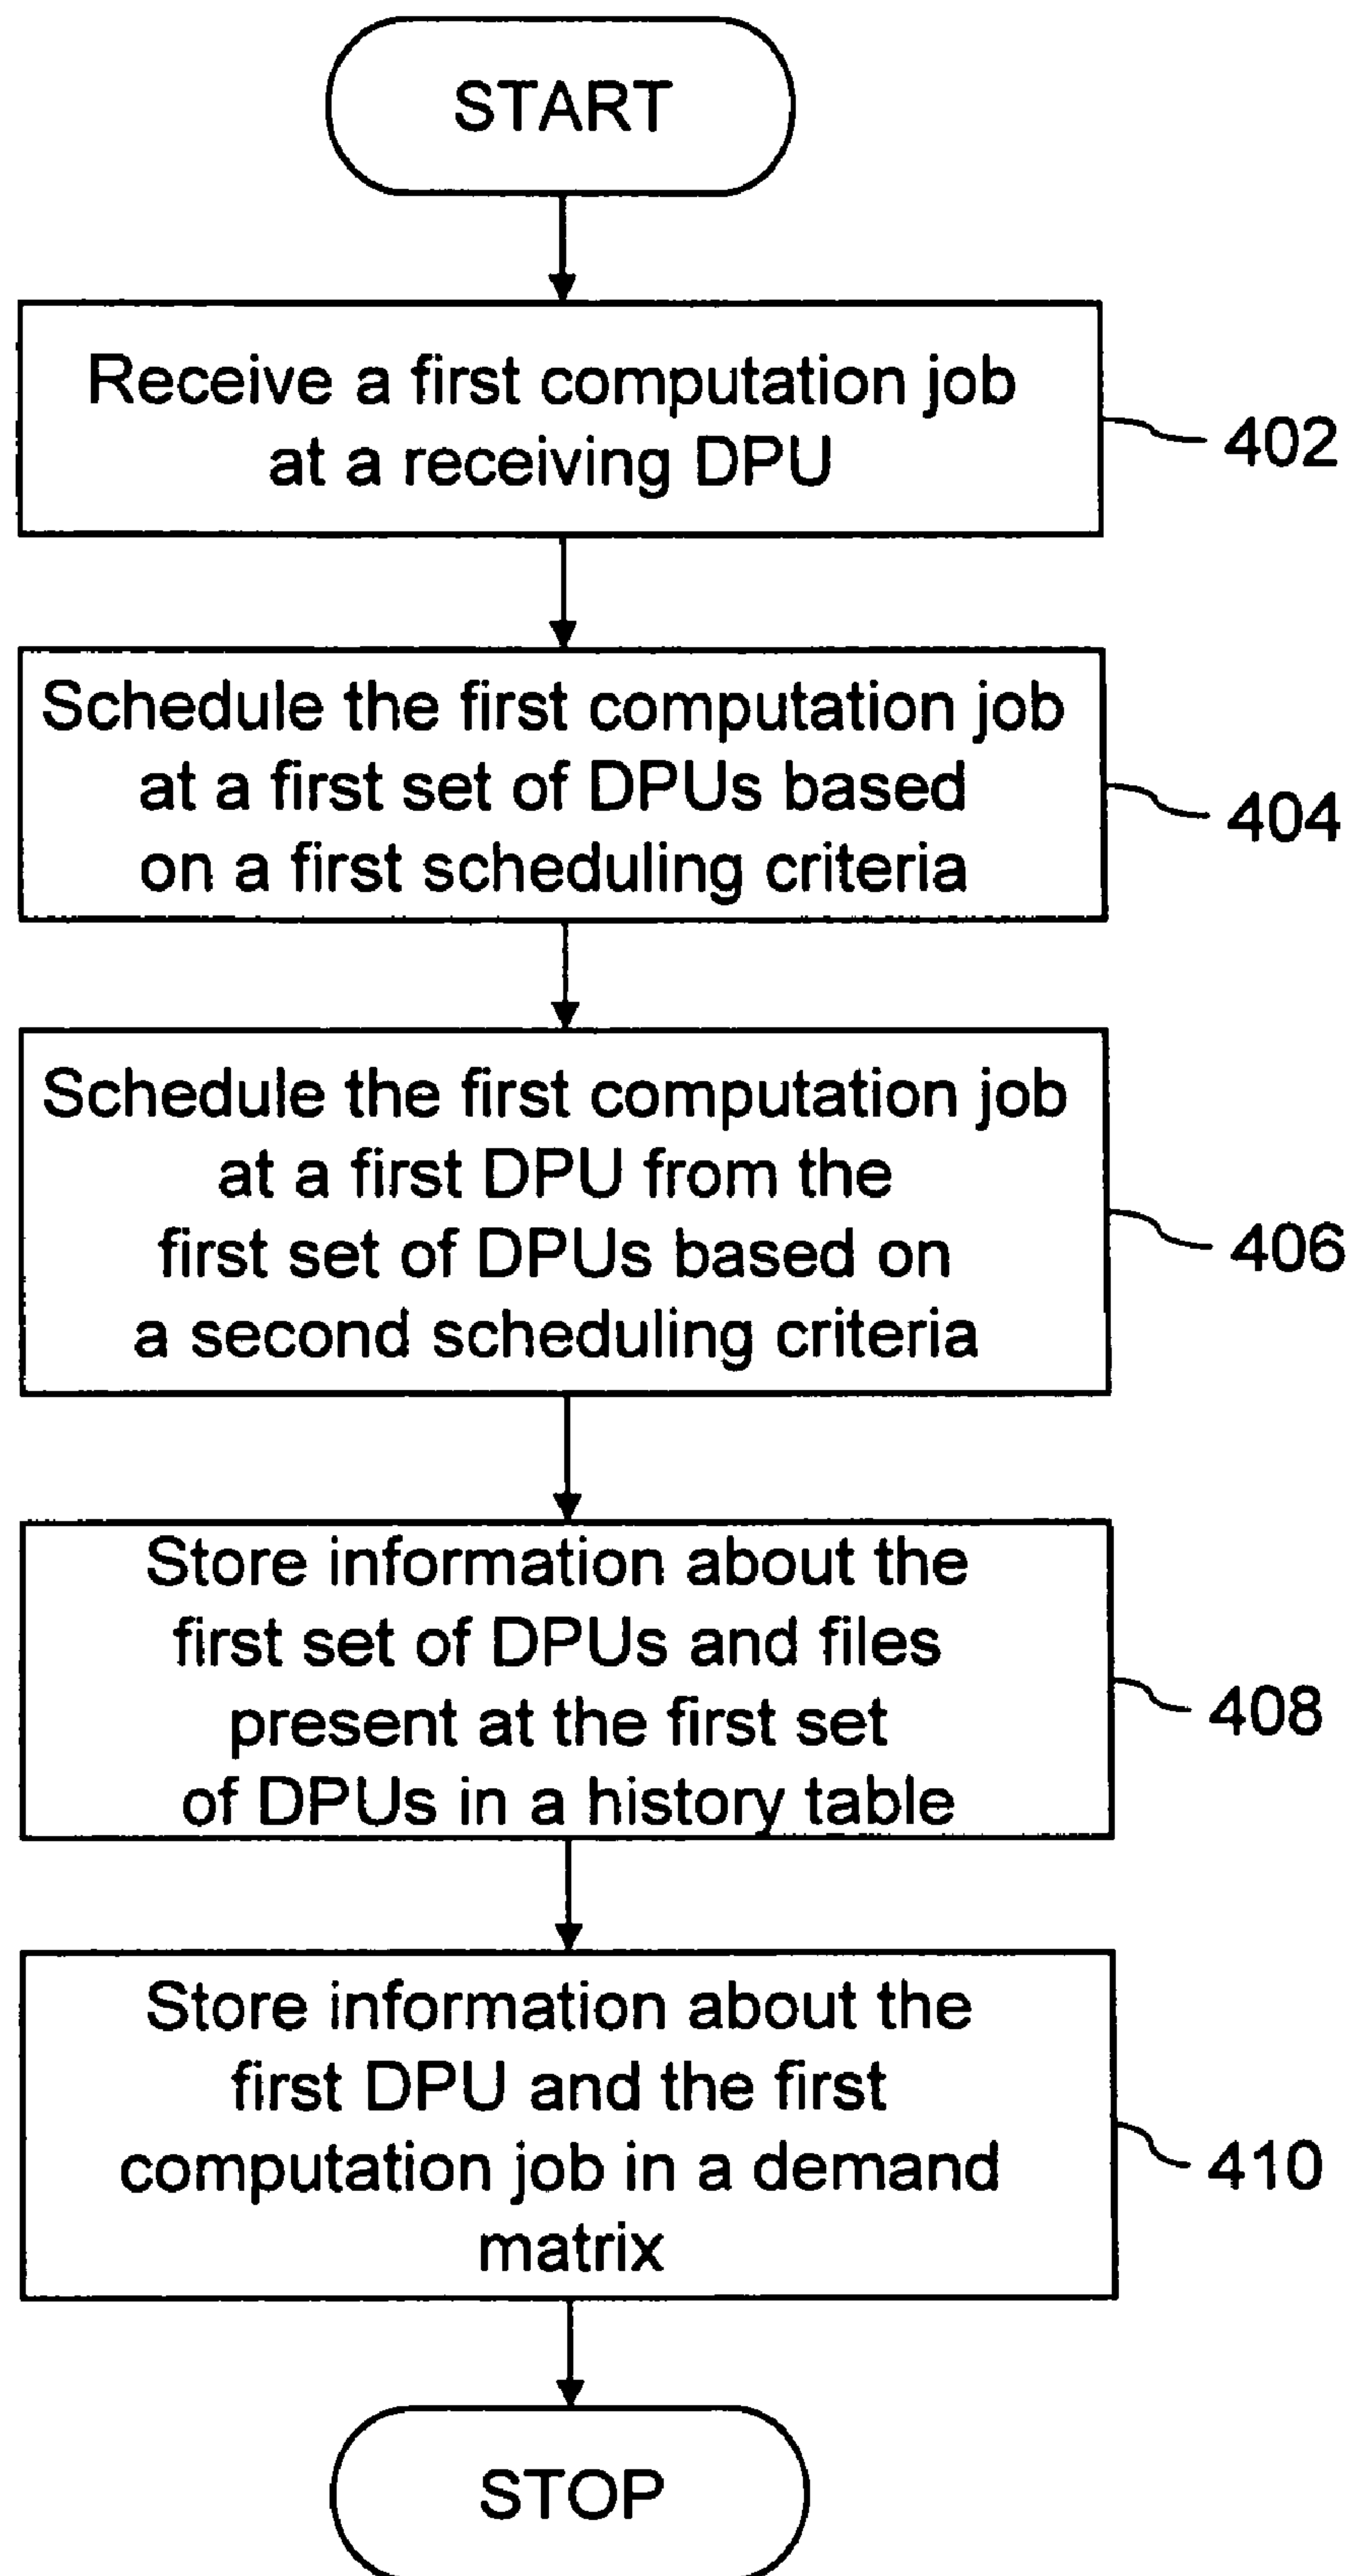 START
Receive a first computation job
at a receiving DPU
402
Schedule the first computation job
at a first set of DPUs based
on a first scheduling criteria
404
Schedule the first computation job
at a first DPU from the
first set of DPUs based on
a second scheduling criteria
406
Store information about the
first set of DPUs and files
present at the first set
of DPUs in a history table
408
Store information about the
first DPU and the first
computation job in a demand
matrix
410
STOP